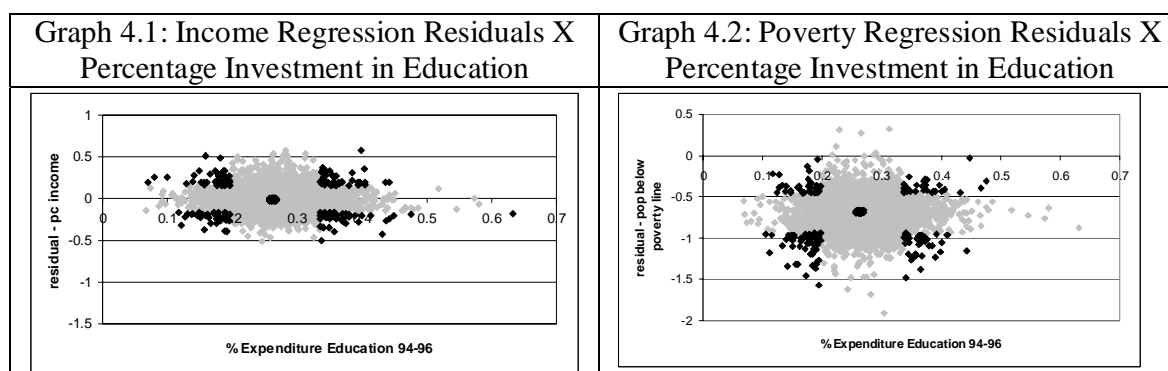 Graph 4.1: Income Regression Residuals X
Percentage Investment in Education
1
0.5
0
-0.5
-1
-1.5
0 0.1 0.2 0.3 0.4 0.5 0.6 0.7
residual - pc income
% Expenditure Education 94-96
Graph 4.2: Poverty Regression Residuals X
Percentage Investment in Education
0.5
0
-0.5
-1
-1.5
-2
0 0.1 0.2 0.3 0.4 0.5 0.6 0.7
residual - pop below
poverty line
% Expenditure Education 94-96